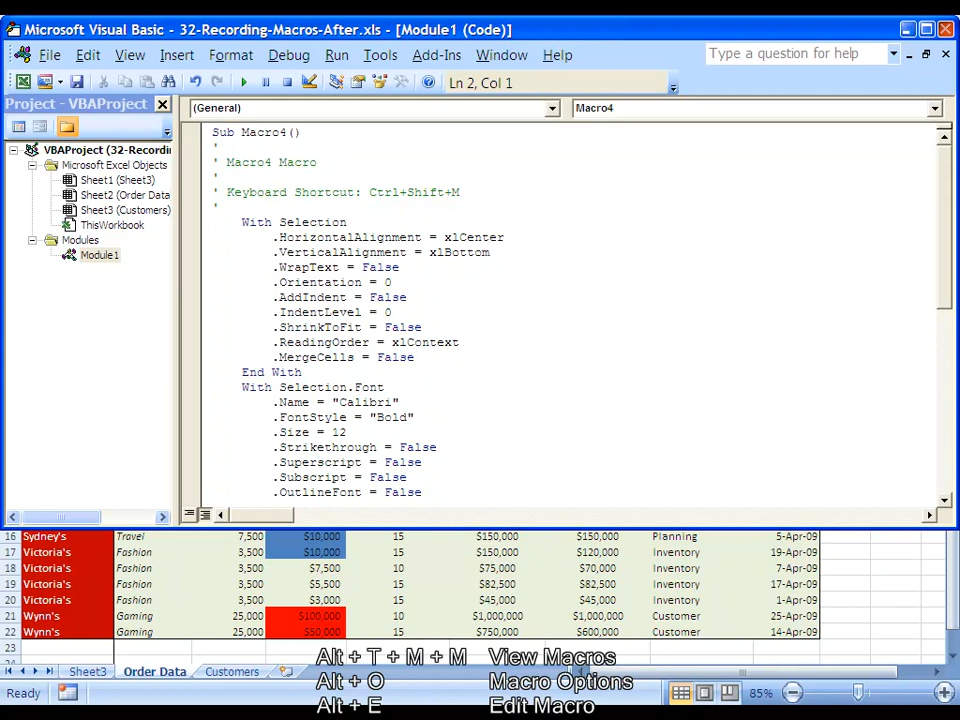 Microsoft Visual Basic - 32-Recording-Macros-After.xls - [Module1 (Code)]
File Edit View Insert Format Debug Run Tools Add-Ins Window Help Type a question for help
Ln 2, Col 1
Project - VBAProject
(General) Macro4
VBAProject (32-Recordi
Microsoft Excel Objects
Sheet1 (Sheet3)
Sheet2 (Order Data
Sheet3 (Customers)
ThisWorkbook
Modules
Module1
Sub Macro4()
'
' Macro4 Macro
'
' Keyboard Shortcut: Ctrl+Shift+M
'
With Selection
.HorizontalAlignment = xlCenter
.VerticalAlignment = xlBottom
.WrapText = False
.Orientation = 0
.AddIndent = False
.IndentLevel = 0
.ShrinkToFit = False
.ReadingOrder = xlContext
.MergeCells = False
End With
With Selection.Font
.Name = "Calibri"
.FontStyle = "Bold"
.Size = 12
.Strikethrough = False
.Superscript = False
.Subscript = False
.OutlineFont = False
16 Sydney's Travel 7,500 $10,000 15 $150,000 $150,000 Planning 5-Apr-09
17 Victoria's Fashion 3,500 $10,000 15 $150,000 $120,000 Inventory 19-Apr-09
18 Victoria's Fashion 3,500 $7,500 10 $75,000 $70,000 Inventory 7-Apr-09
19 Victoria's Fashion 3,500 $5,500 15 $82,500 $82,500 Inventory 17-Apr-09
20 Victoria's Fashion 3,500 $3,000 15 $45,000 $45,000 Inventory 1-Apr-09
21 Wynn's Gaming 25,000 $100,000 10 $1,000,000 $1,000,000 Customer 25-Apr-09
22 Wynn's Gaming 25,000 $50,000 15 $750,000 $600,000 Customer 14-Apr-09
23
Alt + T + M + M View Macros
Sheet3 Order Data Customers
Alt + O Macro Options
Ready 85%
Alt + E Edit Macro